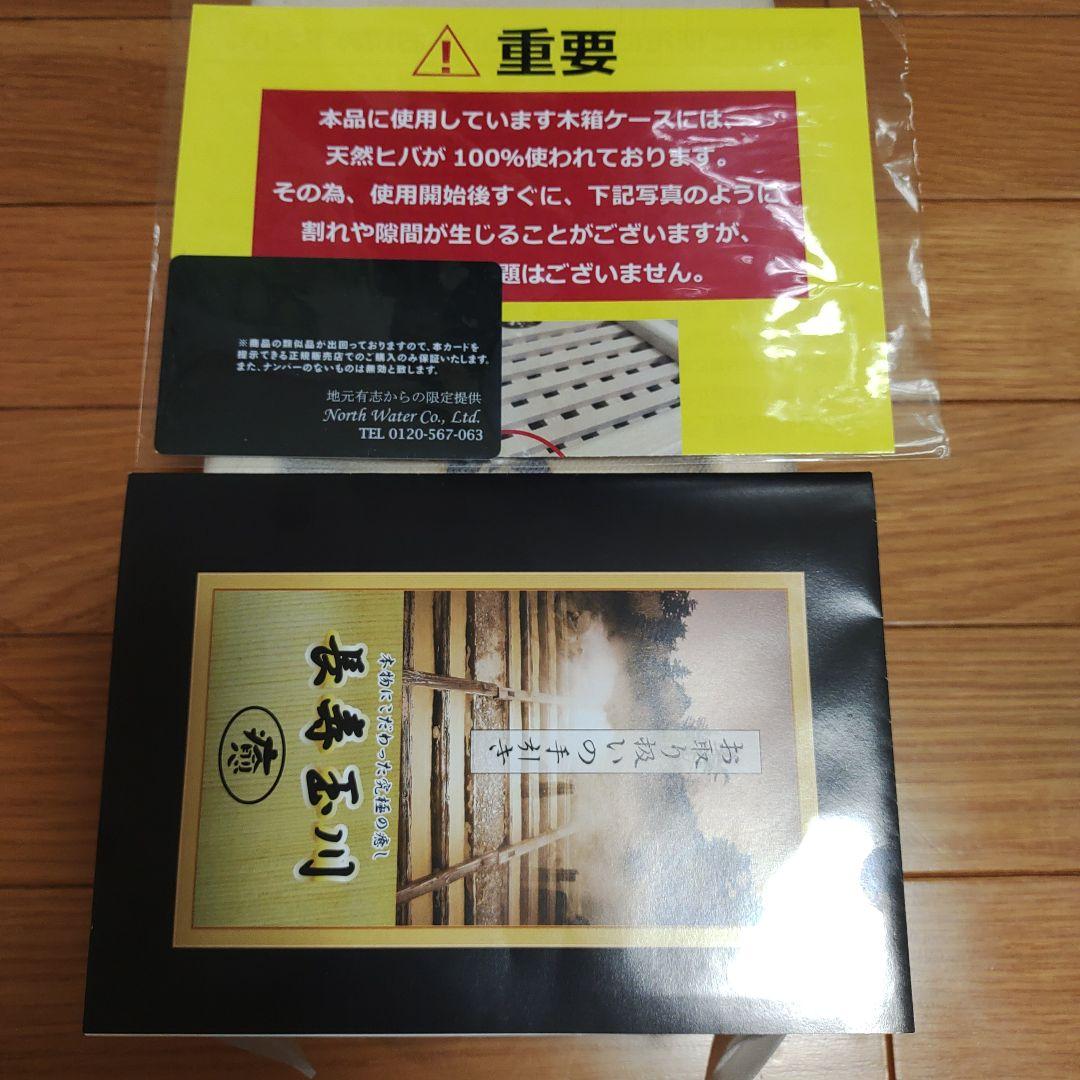 重要
本品に使用しています木箱ケースには、
天然ヒバが100%使われております。
その為、使用開始後すぐに、下記写真のように
割れや隙間が生じることがございますが、
題はございません。
※商品の類似品が出回っておりますので、本カードを
提示できる正規販売店でのご購入のみ保証いたします。
また、ナンバーのないものは無効と致します。
地元有志からの限定提供
North Water Co., Ltd.
TEL 0120-567-063
お取り扱いの手引き
本物にこだわった究極の癒し
長寿玉川